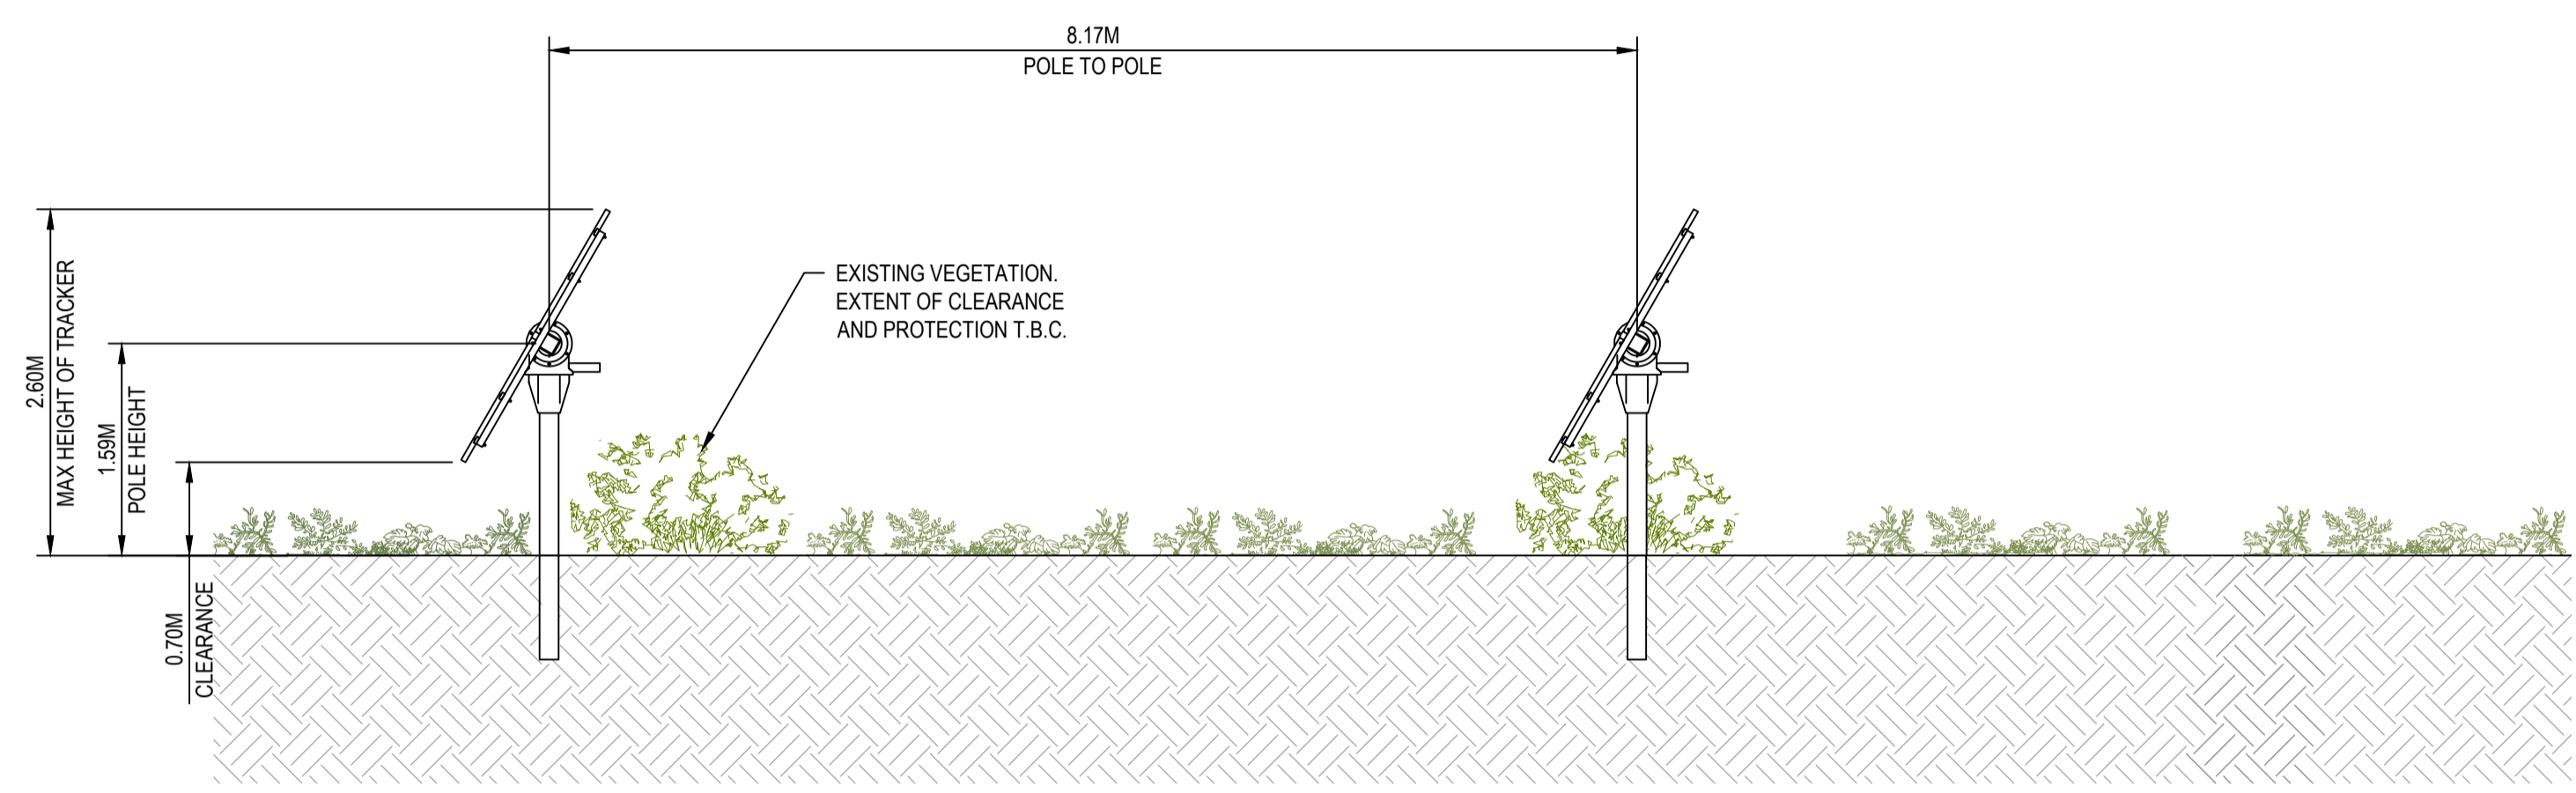 8.17M
POLE TO POLE
EXISTING VEGETATION.
EXTENT OF CLEARANCE
AND PROTECTION T.B.C.
2.60M
MAX HEIGHT OF TRACKER
1.59M
POLE HEIGHT
0.70M
CLEARANCE